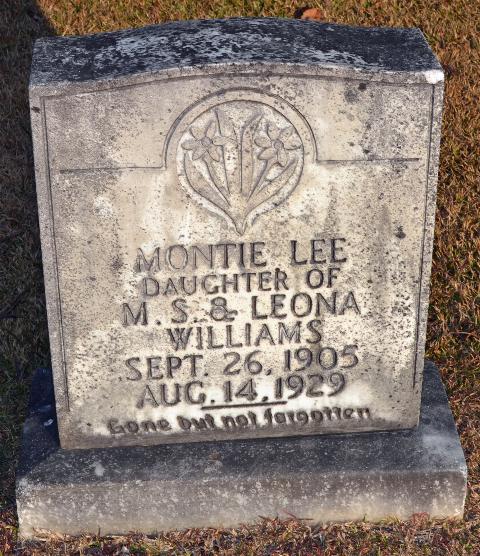 MONTIE LEE
DAUGHTER OF
M. S. & LEONA
WILLIAMS
SEPT. 26, 1905
AUG. 14, 1929
Gone but not forgotten